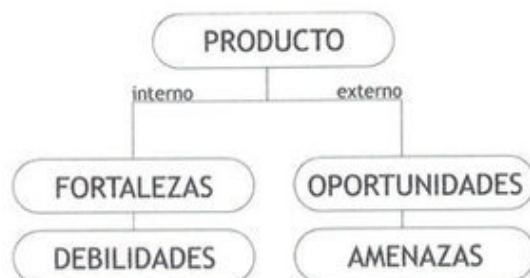 PRODUCTO
interno externo
FORTALEZAS OPORTUNIDADES
DEBILIDADES AMENAZAS